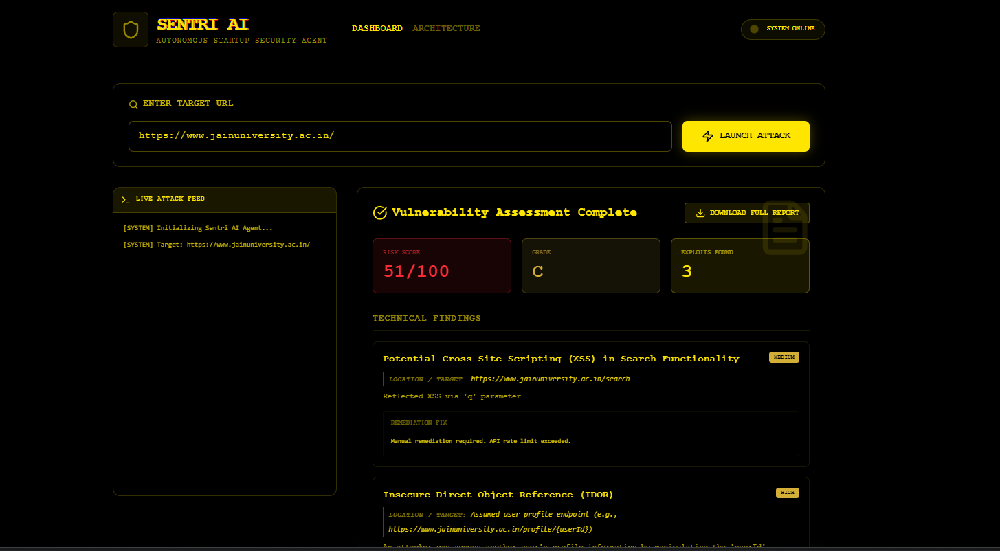 SENTRI AI
AUTONOMOUS STARTUP SECURITY AGENT
DASHBOARD ARCHITECTURE
SYSTEM ONLINE
ENTER TARGET URL
https://www.jainuniversity.ac.in/
LAUNCH ATTACK
LIVE ATTACK FEED
[SYSTEM] Initializing Sentri AI Agent...
[SYSTEM] Target: https://www.jainuniversity.ac.in/
Vulnerability Assessment Complete
DOWNLOAD FULL REPORT
RISK SCORE
51/100
GRADE
C
EXPLOITS FOUND
3
TECHNICAL FINDINGS
Potential Cross-Site Scripting (XSS) in Search Functionality
MEDIUM
LOCATION / TARGET: https://www.jainuniversity.ac.in/search
Reflected XSS via 'q' parameter
REMEDIATION FIX
Manual remediation required. API rate limit exceeded.
Insecure Direct Object Reference (IDOR)
HIGH
LOCATION / TARGET: Assumed user profile endpoint (e.g.,
https://www.jainuniversity.ac.in/profile/{userId})
An attacker can access another user's profile information by manipulating the 'userId'